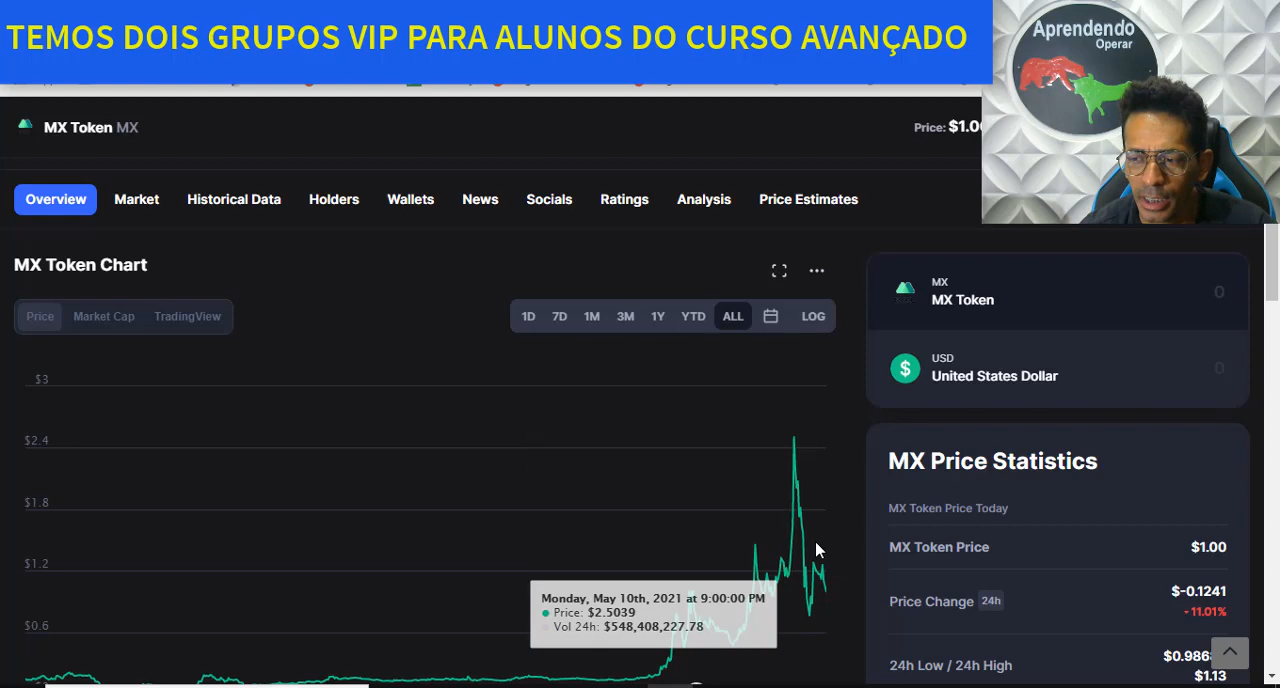 TEMOS DOIS GRUPOS VIP PARA ALUNOS DO CURSO AVANÇADO
Aprendendo
Operar
MX Token MX
Price: $1.00
Overview Market Historical Data Holders Wallets News Socials Ratings Analysis Price Estimates
MX Token Chart
Price Market Cap TradingView
1D 7D 1M 3M 1Y YTD ALL LOG
$3
$2.4
$1.8
$1.2
$0.6
Monday, May 10th, 2021 at 9:00:00 PM
Price: $2.5039
Vol 24h: $548,408,227.78
MX
MX Token
0
USD
United States Dollar
0
MX Price Statistics
MX Token Price Today
MX Token Price $1.00
Price Change 24h
$-0.1241
-11.01%
24h Low / 24h High
$1.13